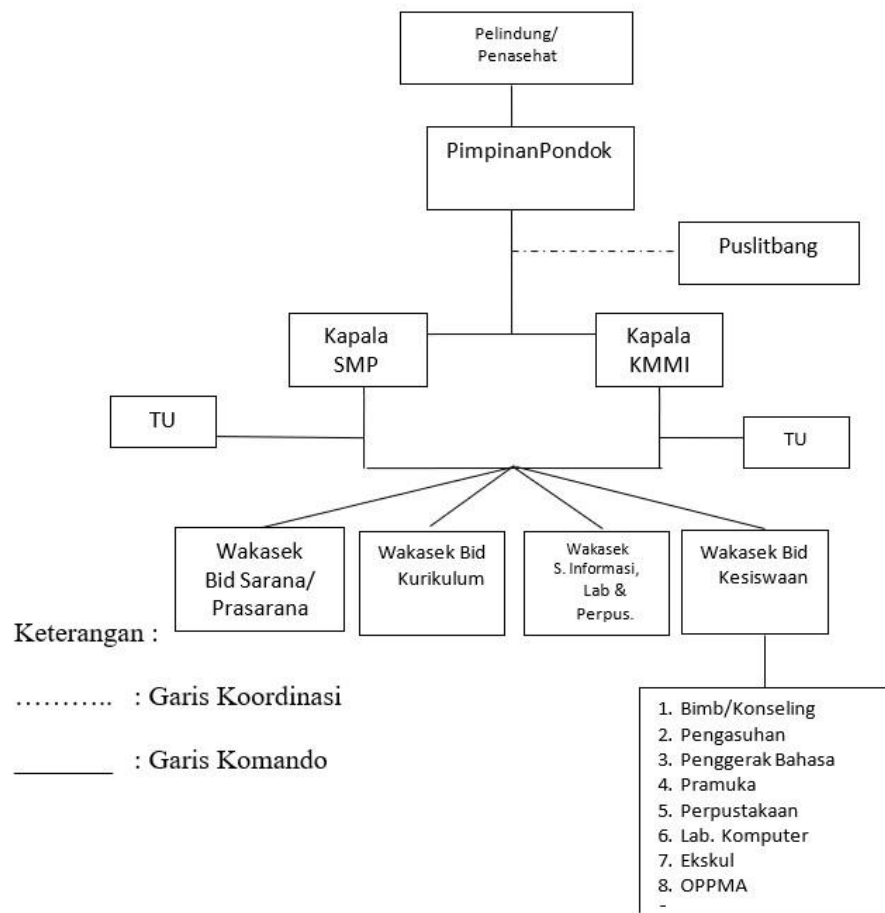 Pelindung/
Penasehat
PimpinanPondok
Puslitbang
Kapala
SMP
Kapala
KMMI
TU
TU
Wakasek
Bid Sarana/
Prasarana
Wakasek Bid
Kurikulum
Wakasek
S. Informasi,
Lab &
Perpus.
Wakasek Bid
Kesiswaan
Keterangan :
……….. : Garis Koordinasi
________ : Garis Komando
1. Bimb/Konseling
2. Pengasuhan
3. Penggerak Bahasa
4. Pramuka
5. Perpustakaan
6. Lab. Komputer
7. Ekskul
8. OPPMA